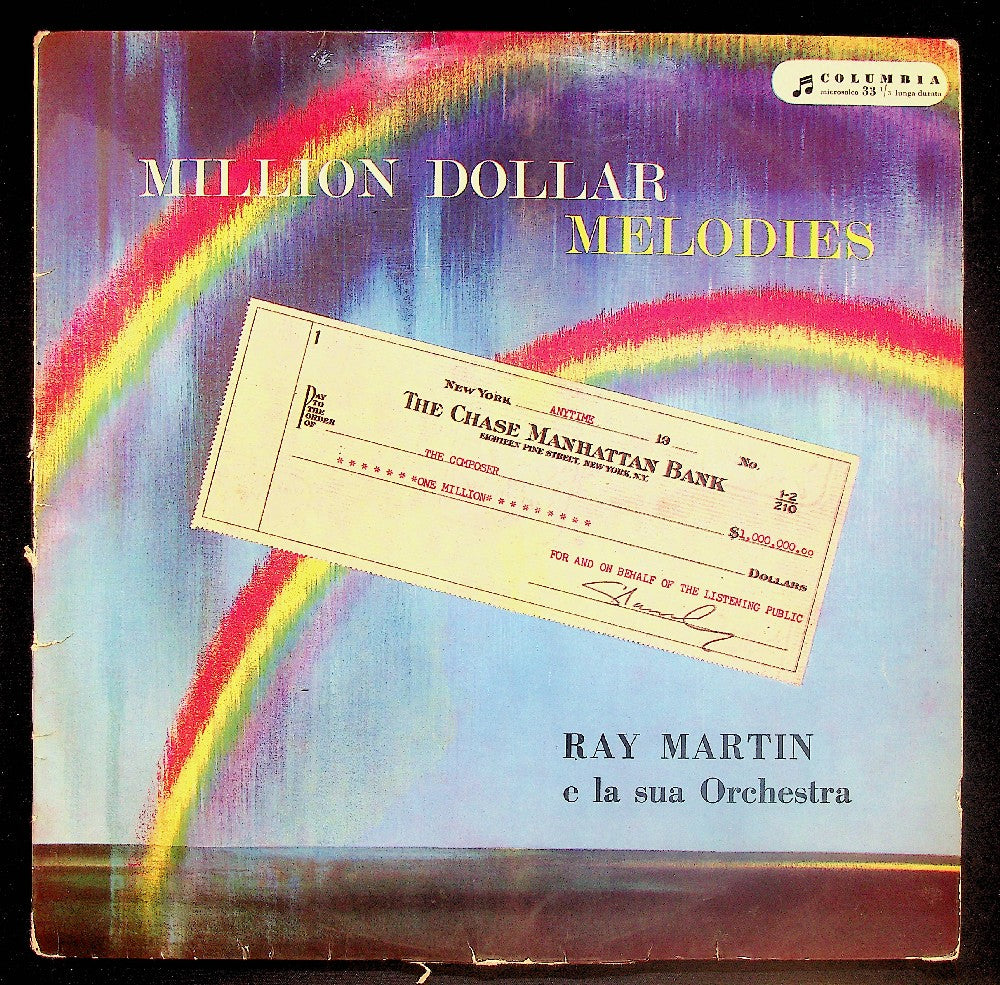 COLUMBIA
microsolco 33 1/3 lunga durata
MILLION DOLLAR
MELODIES
1
NEW YORK ANYTIME 19 No.
THE CHASE MANHATTAN BANK
EIGHTEEN PINE STREET, NEW YORK, N.Y.
1-2
210
PAY
TO
THE
ORDER
OF
THE COMPOSER $1,000,000.00
* * * * * * *ONE MILLION* * * * * * * * * DOLLARS
FOR AND ON BEHALF OF THE LISTENING PUBLIC
RAY MARTIN
e la sua Orchestra